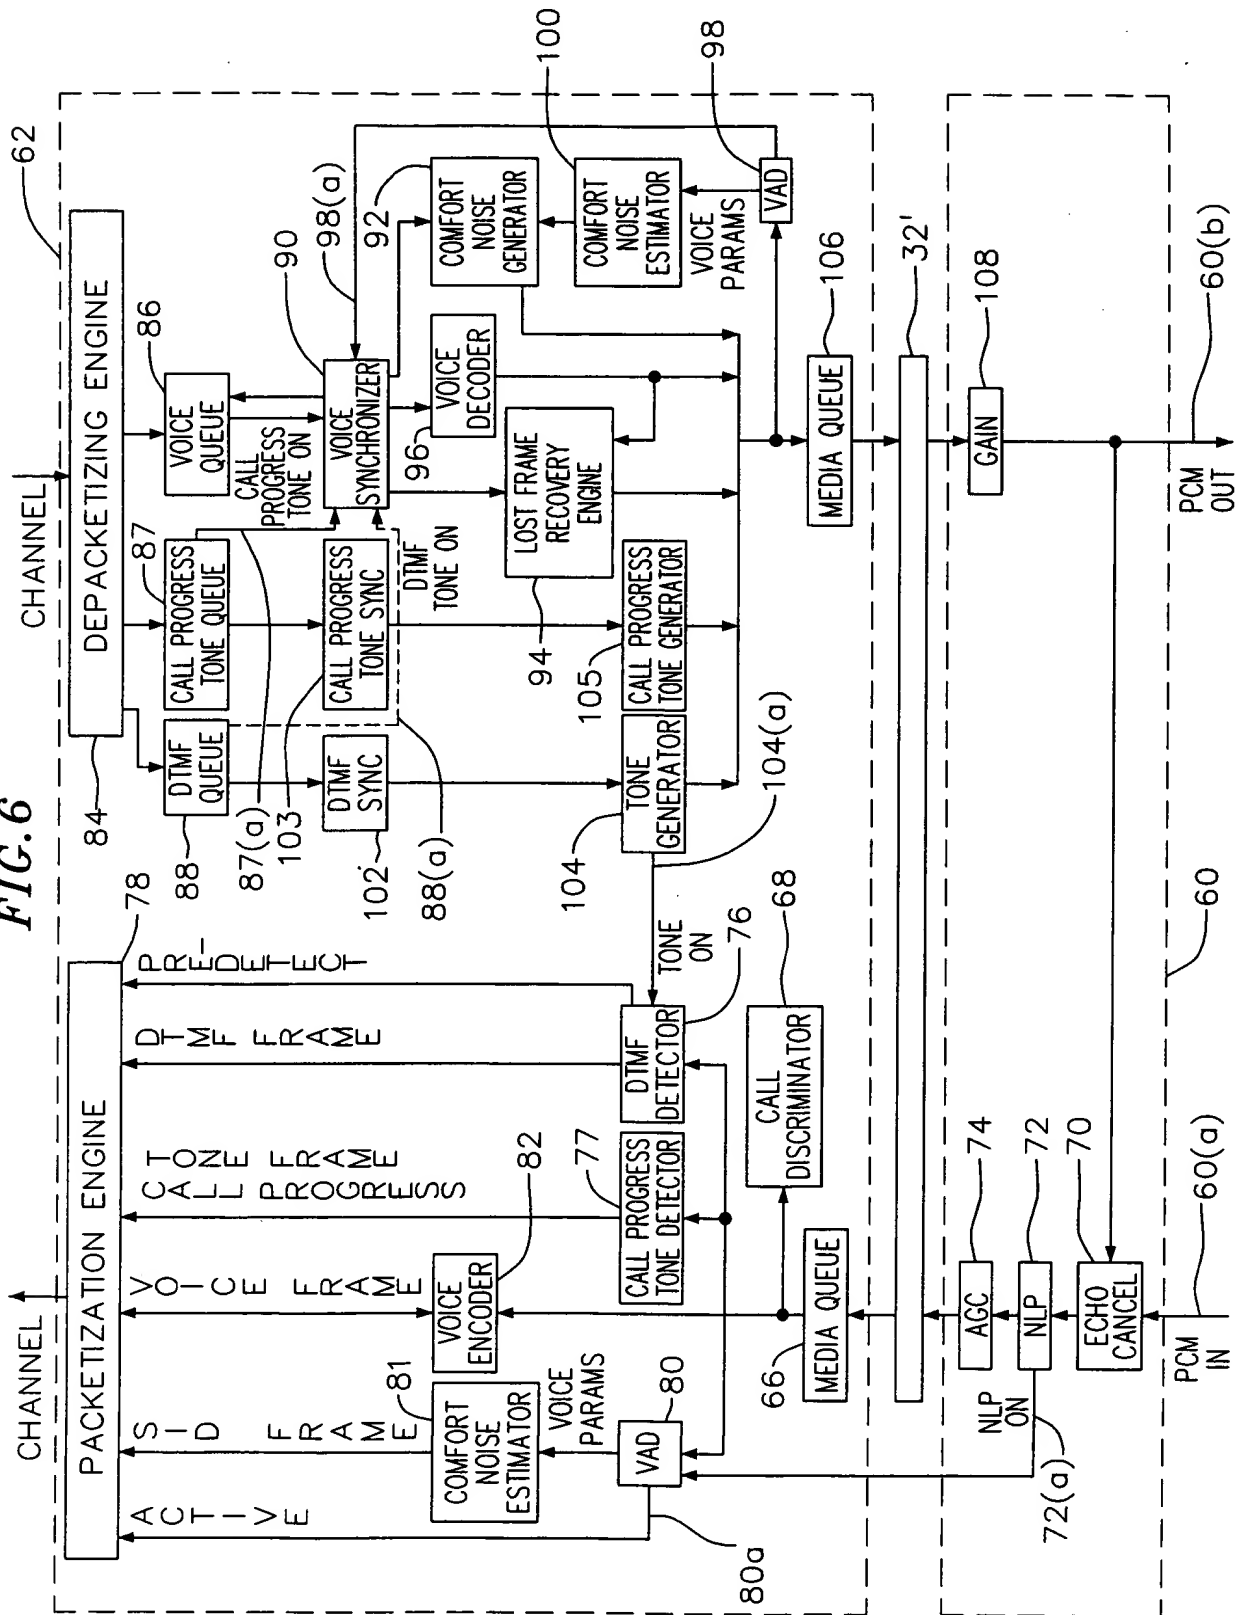 FIG.6
CHANNEL
CHANNEL
62
PACKETIZATION ENGINE
78
84
DEPACKETIZING ENGINE
ACTIVE
SID FRAME
VOICE FRAME
CALL PROGRESS
TONE FRAME
DTMF FRAME
PRE-
DETECT
88
DTMF
QUEUE
87
CALL PROGRESS
TONE QUEUE
86
VOICE
QUEUE
87(a)
CALL
PROGRESS
TONE ON
90
98(a)
103
102
DTMF
SYNC
CALL PROGRESS
TONE SYNC
VOICE
SYNCHRONIZER
88(a)
DTMF
TONE ON
81
COMFORT
NOISE
ESTIMATOR
VOICE
ENCODER
82
96
VOICE
DECODER
92
COMFORT
NOISE
GENERATOR
94
LOST FRAME
RECOVERY
ENGINE
100
COMFORT
NOISE
ESTIMATOR
VOICE
PARAMS
VOICE
PARAMS
80
VAD
80a
77
CALL PROGRESS
TONE DETECTOR
DTMF
DETECTOR
76
TONE
ON
104
TONE
GENERATOR
104(a)
105
CALL PROGRESS
TONE GENERATOR
98
VAD
66
MEDIA QUEUE
CALL
DISCRIMINATOR
68
MEDIA QUEUE
106
32'
NLP
ON
72(a)
AGC
74
NLP
72
ECHO
CANCEL
70
GAIN
108
PCM
IN
60(a)
60
PCM
OUT
60(b)